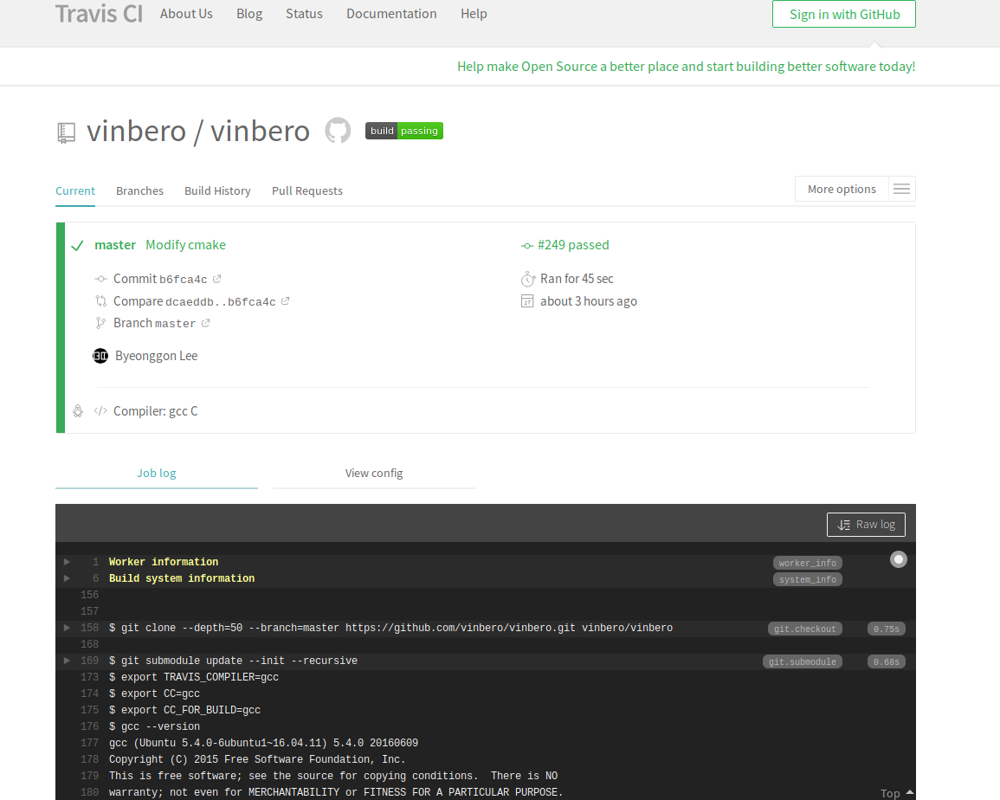 Travis CI About Us Blog Status Documentation Help Sign in with GitHub
Help make Open Source a better place and start building better software today!
vinbero / vinbero build passing
Current Branches Build History Pull Requests More options
master Modify cmake #249 passed
Commit b6fca4c Ran for 45 sec
Compare dcaeddb..b6fca4c about 3 hours ago
Branch master
Byeonggon Lee
Compiler: gcc C
Job log View config
Raw log
1 Worker information worker_info
6 Build system information system_info
156
157
158 $ git clone --depth=50 --branch=master https://github.com/vinbero/vinbero.git vinbero/vinbero git.checkout 0.75s
168
169 $ git submodule update --init --recursive git.submodule 0.68s
173 $ export TRAVIS_COMPILER=gcc
174 $ export CC=gcc
175 $ export CC_FOR_BUILD=gcc
176 $ gcc --version
177 gcc (Ubuntu 5.4.0-6ubuntu1~16.04.11) 5.4.0 20160609
178 Copyright (C) 2015 Free Software Foundation, Inc.
179 This is free software; see the source for copying conditions.  There is NO
180 warranty; not even for MERCHANTABILITY or FITNESS FOR A PARTICULAR PURPOSE. Top